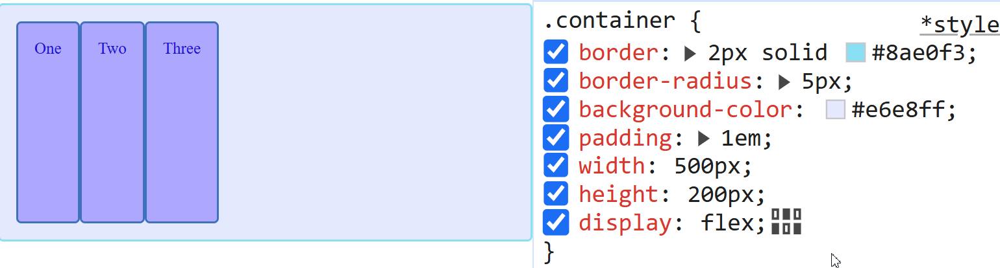 One Two Three
.container {
*style
border: 2px solid #8ae0f3;
border-radius: 5px;
background-color: #e6e8ff;
padding: 1em;
width: 500px;
height: 200px;
display: flex;
}